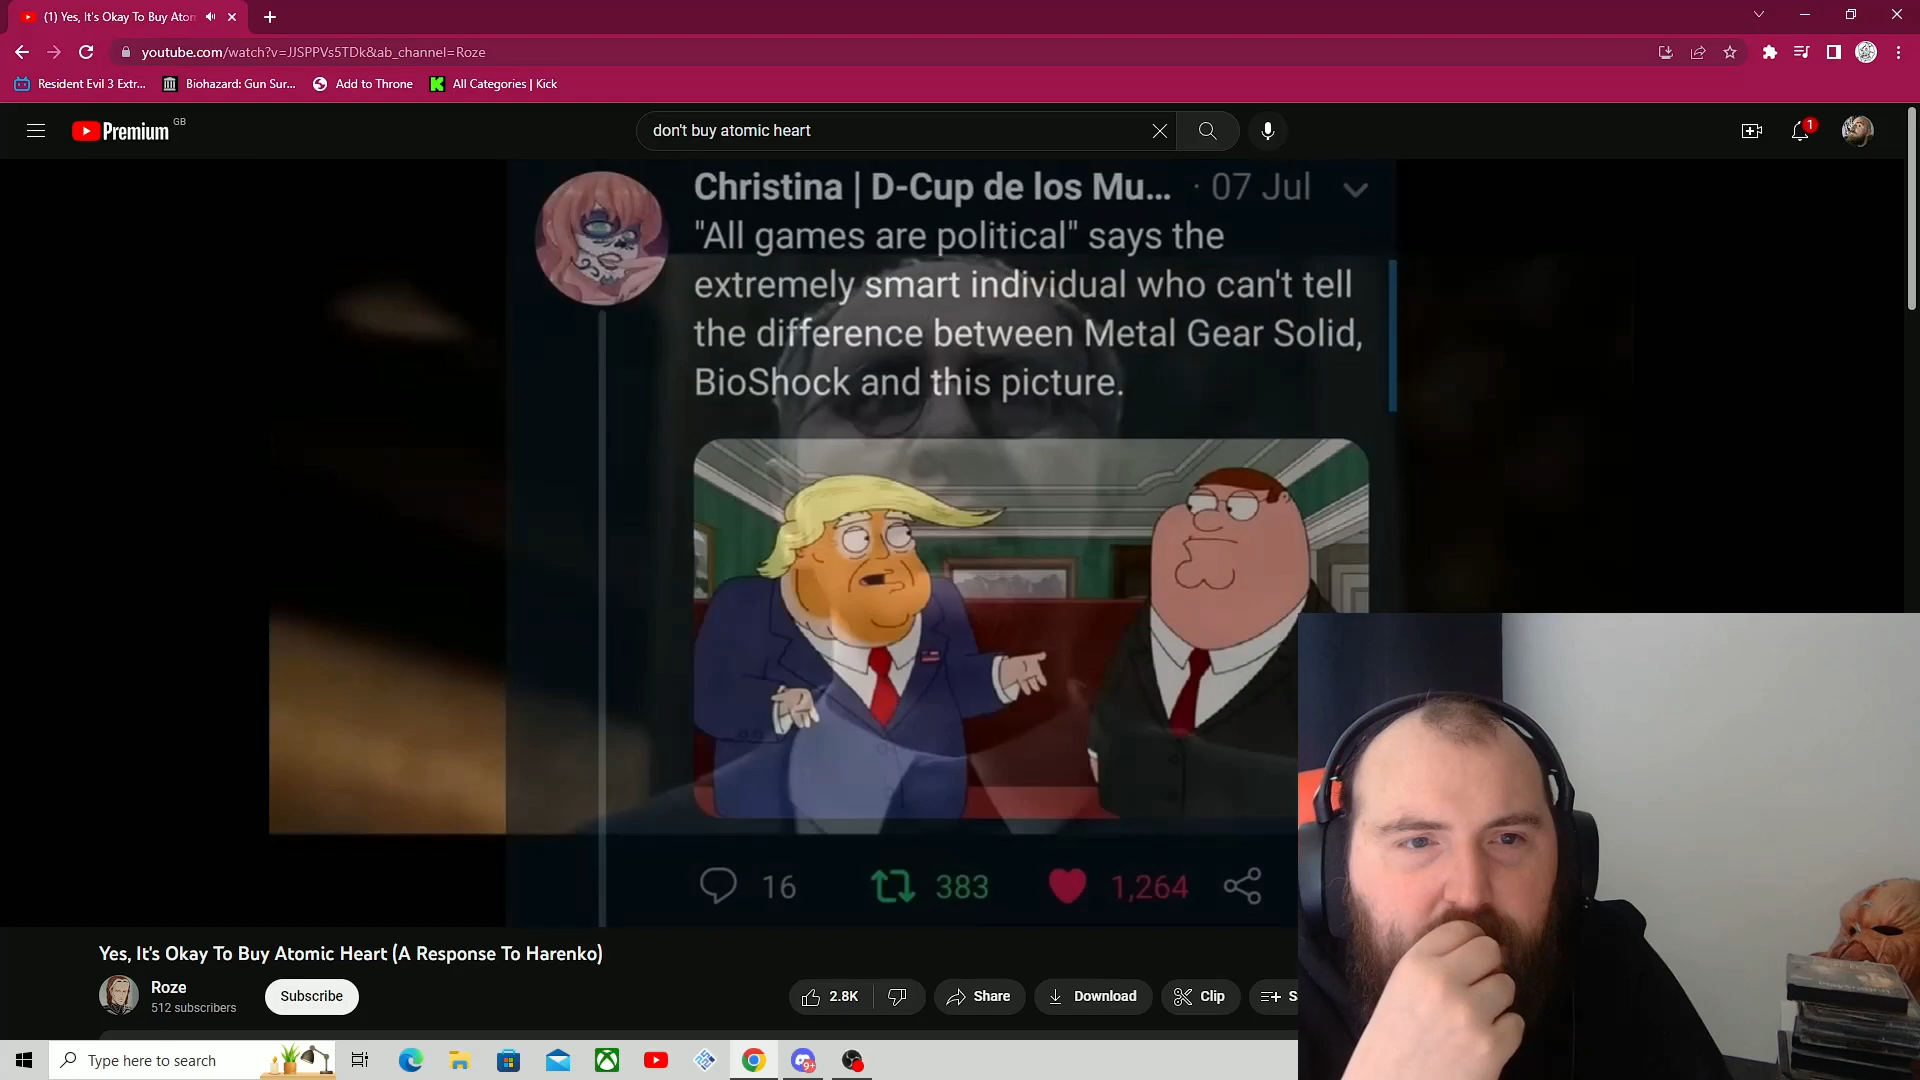 (1) Yes, It's Okay To Buy Atom
youtube.com/watch?v=JJSPPVs5TDk&ab_channel=Roze
Resident Evil 3 Extr...
Biohazard: Gun Sur...
Add to Throne
All Categories | Kick
Premium GB
don't buy atomic heart
1
Christina | D-Cup de los Mu... · 07 Jul
"All games are political" says the
extremely smart individual who can't tell
the difference between Metal Gear Solid,
BioShock and this picture.
16 383 1,264
Yes, It's Okay To Buy Atomic Heart (A Response To Harenko)
Roze
512 subscribers
Subscribe
2.8K
Share
Download
Clip
S
Type here to search
9+